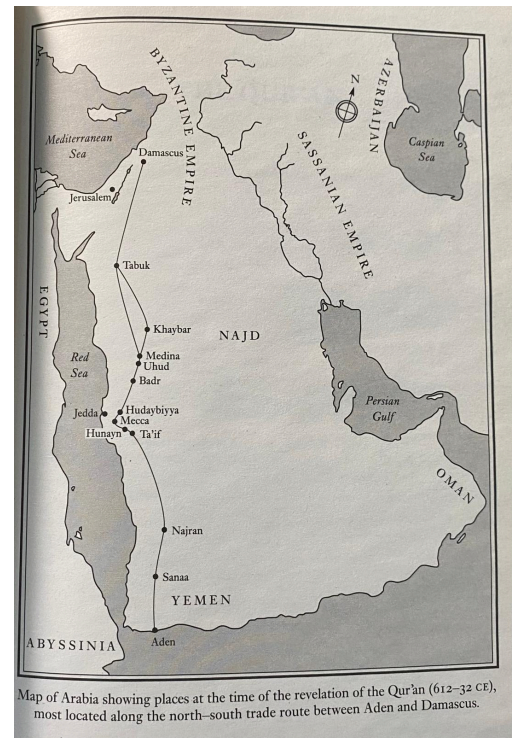 BYZANTINE EMPIRE
AZERBAIJAN
N
Mediterranean
Sea
Caspian
Sea
SASSANIAN EMPIRE
Damascus
Jerusalem
Tabuk
EGYPT
Khaybar
NAJD
Red
Sea
Medina
Uhud
Badr
Persian
Gulf
Jedda
Hudaybiyya
Mecca
Hunayn
Ta'if
OMAN
Najran
Sanaa
YEMEN
ABYSSINIA
Aden
Map of Arabia showing places at the time of the revelation of the Qur'an (612–32 CE),
most located along the north–south trade route between Aden and Damascus.